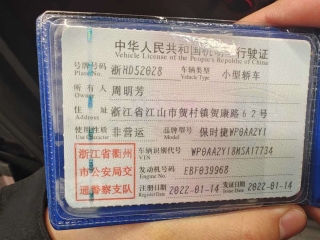 中华人民共和国机动车行驶证
Vehicle License of the People's Republic of China
号牌号码 Plate No. 浙HD52028 车辆类型 Vehicle Type 小型轿车
所有人 周明芳
住址 浙江省江山市贺村镇贺康路62号
使用性质 非营运 品牌型号 Model 保时捷WP0AA2Y1
浙江省衢州市公安局交通警察支队
车辆识别代号 VIN WP0AA2Y18MSA17734
发动机号码 EBF039968
注册日期 Register Date 2022-01-14 发证日期 Issue Date 2022-01-14